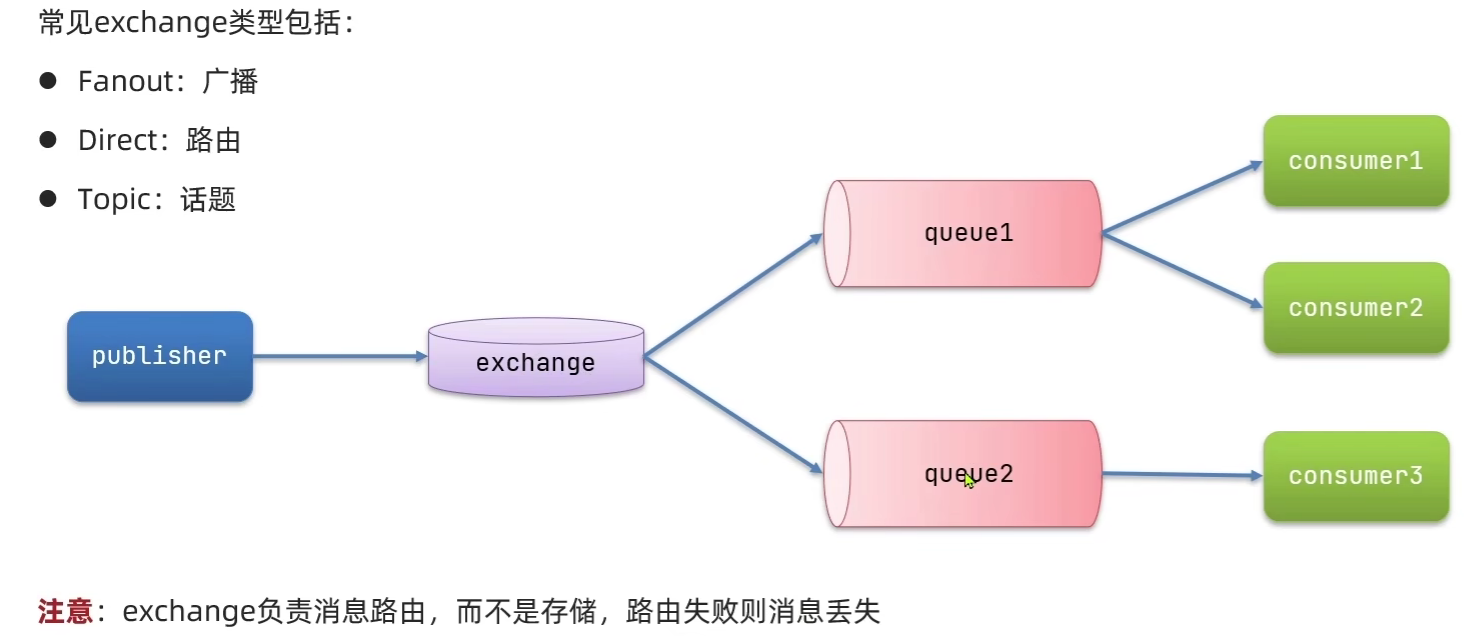 常见exchange类型包括：
● Fanout：广播
● Direct：路由
● Topic：话题
consumer1
queue1
consumer2
publisher
exchange
queue2
consumer3
注意：exchange负责消息路由，而不是存储，路由失败则消息丢失